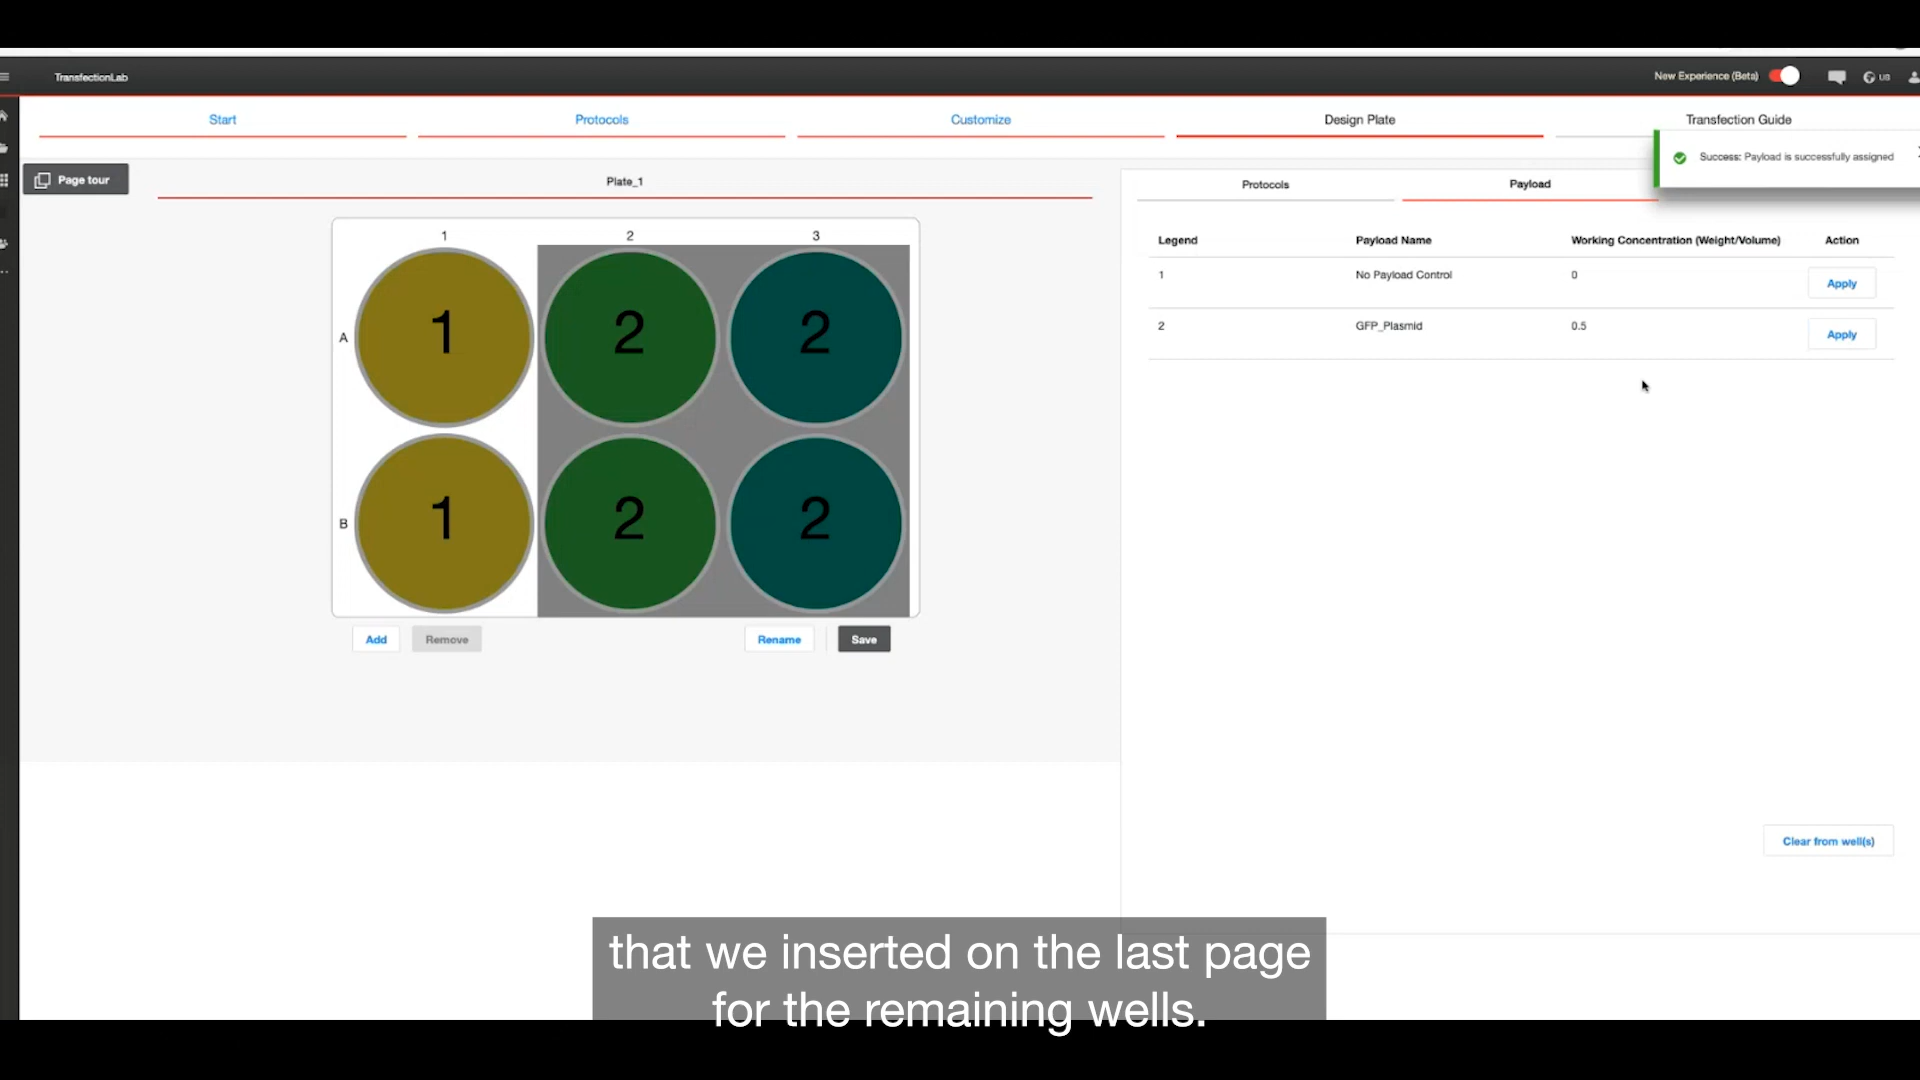 TransfectionLab
New Experience (Beta)
US
Start
Protocols
Customize
Design Plate
Transfection Guide
Success: Payload is successfully assigned
Page tour
Plate_1
Protocols
Payload
1 2 3
Legend Payload Name Working Concentration (Weight/Volume) Action
1 No Payload Control 0 Apply
2 GFP_Plasmid 0.5 Apply
A 1 2 2
B 1 2 2
Add
Remove
Rename
Save
Clear from well(s)
that we inserted on the last page
for the remaining wells.